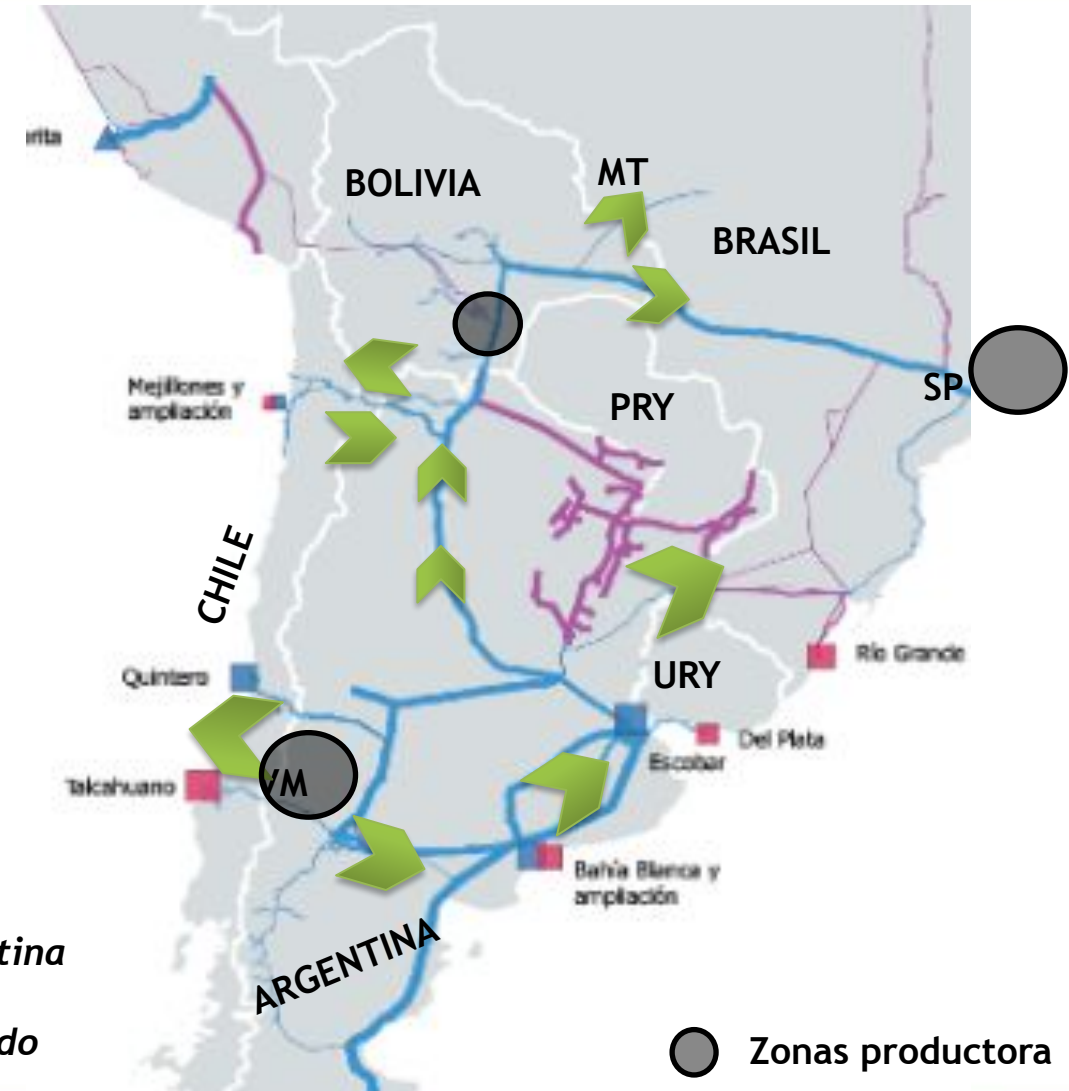 MT
BOLIVIA
BRASIL
Mejillones y
ampliación
PRY
SP
CHILE
Quintero
URY
Río Grande
Del Plata
Escobar
Talcahuano
VM
Bahía Blanca y
ampliación
ARGENTINA
tina
do
Zonas productora